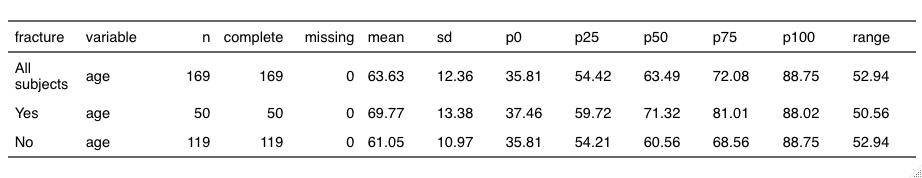 fracture variable n complete missing mean sd p0 p25 p50 p75 p100 range
All subjects age 169 169 0 63.63 12.36 35.81 54.42 63.49 72.08 88.75 52.94
Yes age 50 50 0 69.77 13.38 37.46 59.72 71.32 81.01 88.02 50.56
No age 119 119 0 61.05 10.97 35.81 54.21 60.56 68.56 88.75 52.94